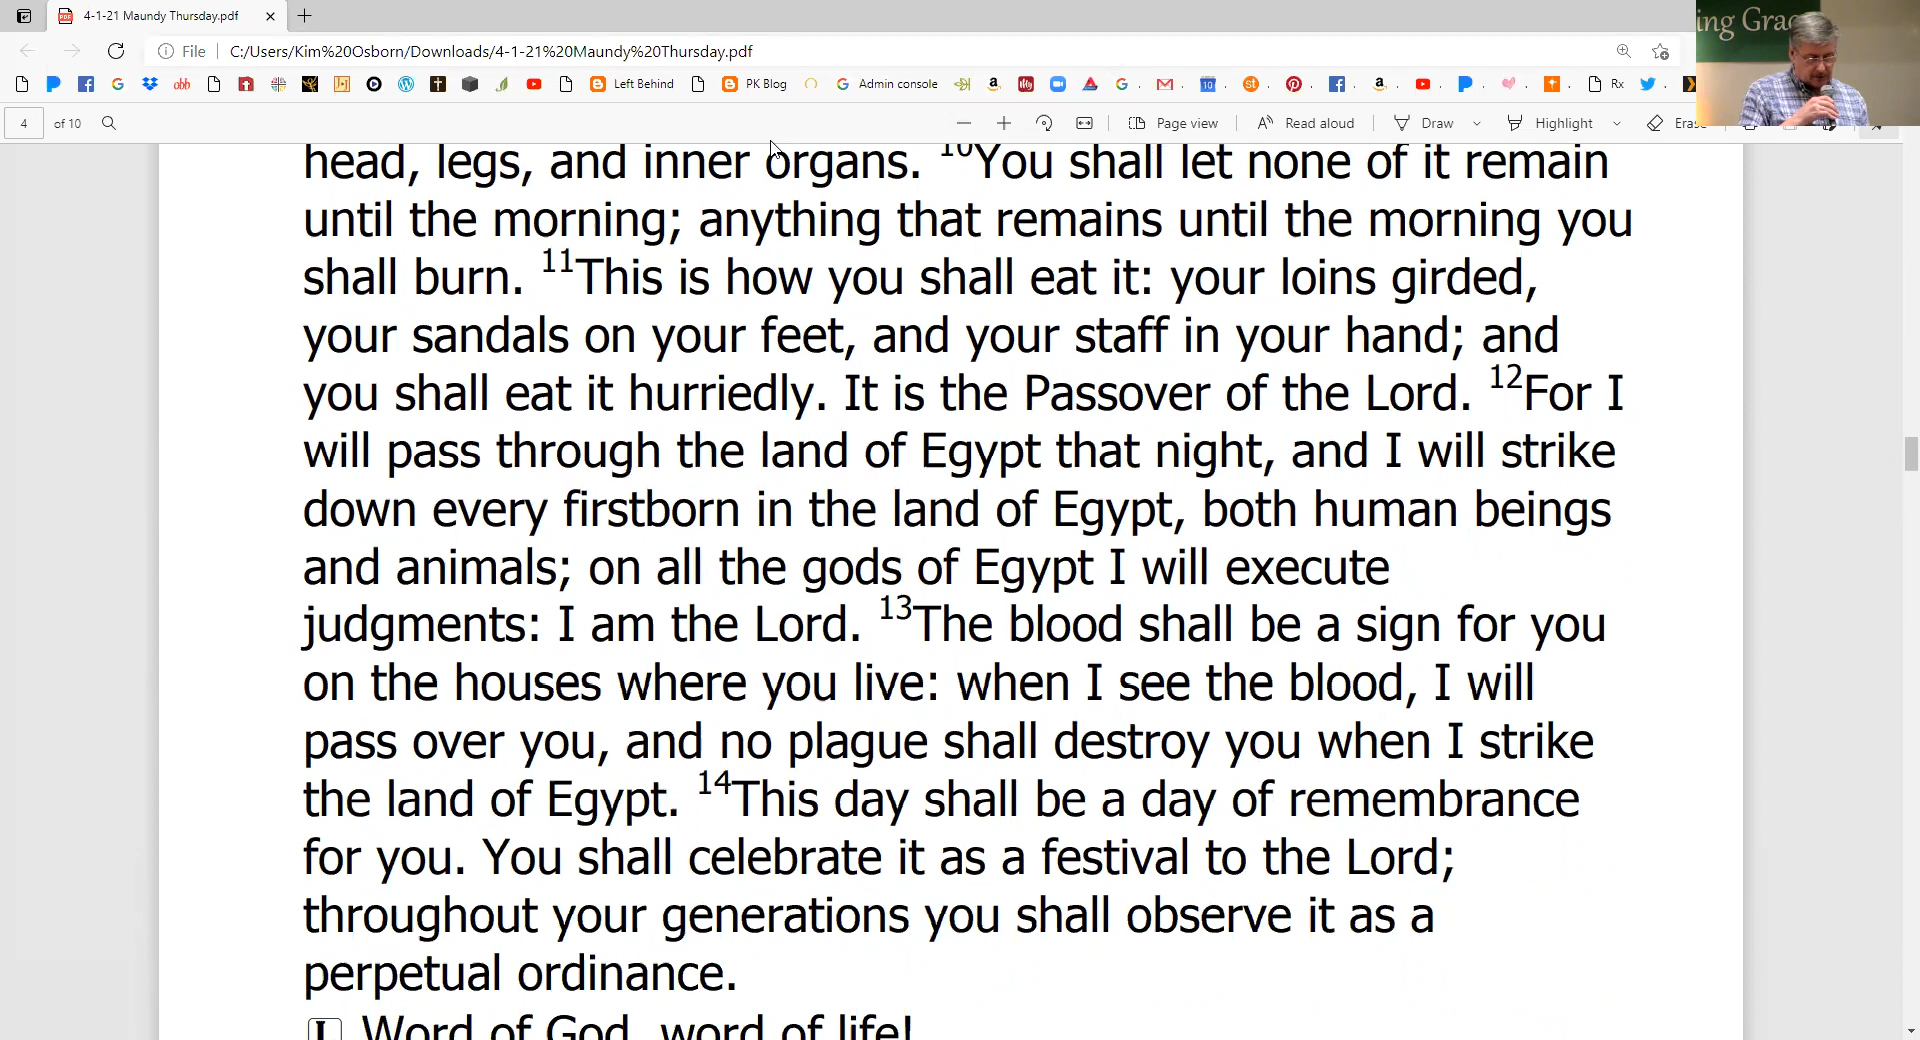 4-1-21 Maundy Thursday.pdf
File C:/Users/Kim%20Osborn/Downloads/4-1-21%20Maundy%20Thursday.pdf
Left Behind PK Blog Admin console Rx
4 of 10 Page view Read aloud Draw Highlight Erase
ing Grac
head, legs, and inner organs. 10You shall let none of it remain
until the morning; anything that remains until the morning you
shall burn. 11This is how you shall eat it: your loins girded,
your sandals on your feet, and your staff in your hand; and
you shall eat it hurriedly. It is the Passover of the Lord. 12For I
will pass through the land of Egypt that night, and I will strike
down every firstborn in the land of Egypt, both human beings
and animals; on all the gods of Egypt I will execute
judgments: I am the Lord. 13The blood shall be a sign for you
on the houses where you live: when I see the blood, I will
pass over you, and no plague shall destroy you when I strike
the land of Egypt. 14This day shall be a day of remembrance
for you. You shall celebrate it as a festival to the Lord;
throughout your generations you shall observe it as a
perpetual ordinance.
L Word of God, word of life!